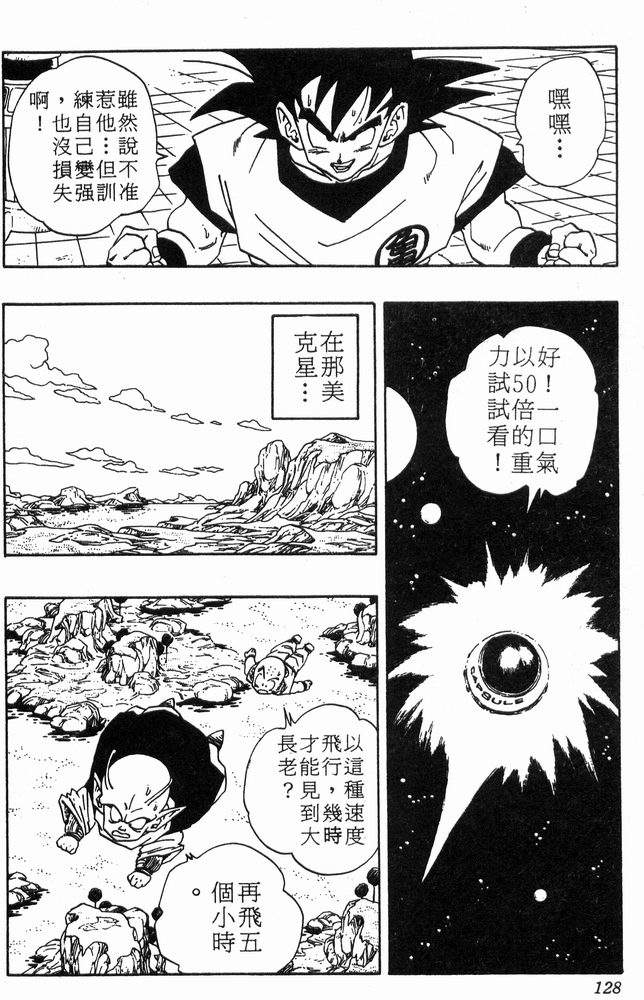 嘿嘿…
雖然說不准
惹他…但訓
練自己變强
，也沒損失
啊！
龜
好！一口氣
以50倍的重
力試試看！
CAPSULE
在那美
克星…
以這種速度
飛行，幾時
才能見到大
長老？
再飛五
個小時
。
128